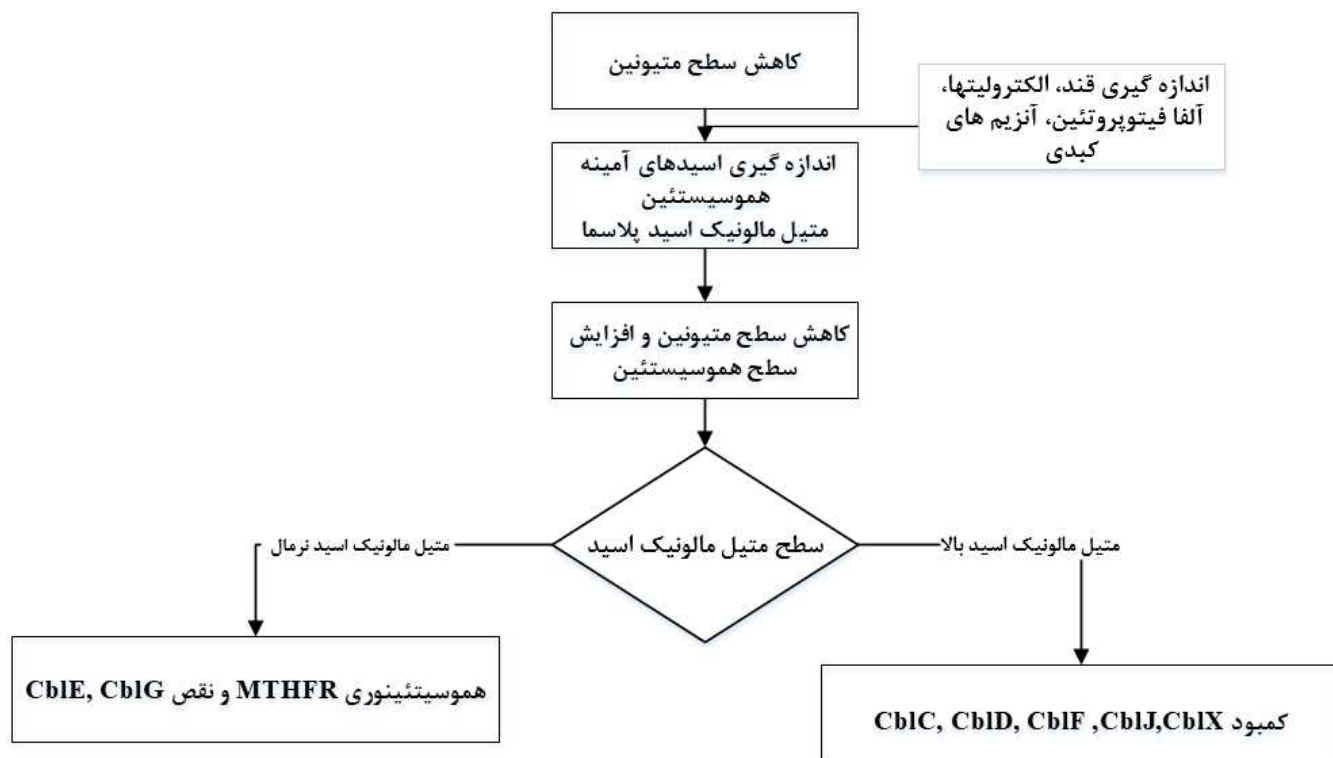 کاهش سطح متیونین
اندازه گیری قند، الکترولیتها،
آلفا فیتوپروتئین، آنزیم های
کبدی
اندازه گیری اسیدهای آمینه
هموسیستئین
متیل مالونیک اسید پلاسما
کاهش سطح متیونین و افزایش
سطح هموسیستئین
سطح متیل مالونیک اسید
متیل مالونیک اسید بالا
متیل مالونیک اسید نرمال
هموسیتئینوری MTHFR و نقص CblE, CblG
کمبود CblC, CblD, CblF ,CblJ,CblX